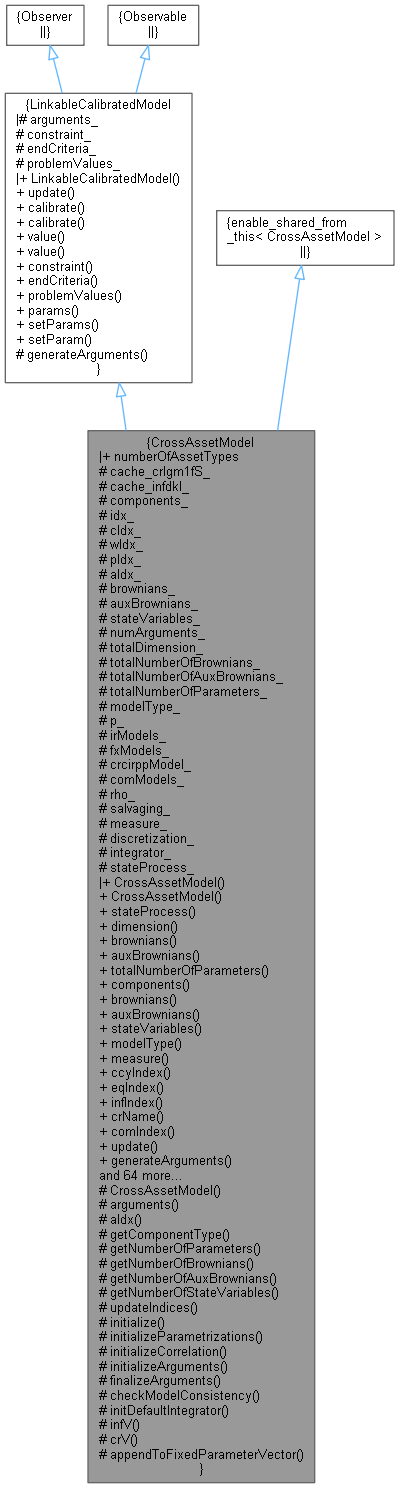 {Observer
||}
{Observable
||}
{LinkableCalibratedModel
|# arguments_
# constraint_
# endCriteria_
# problemValues_
|+ LinkableCalibratedModel()
+ update()
+ calibrate()
+ calibrate()
+ value()
+ value()
+ constraint()
+ endCriteria()
+ problemValues()
+ params()
+ setParams()
+ setParam()
# generateArguments()
}
{enable_shared_from
_this< CrossAssetModel >
||}
{CrossAssetModel
|+ numberOfAssetTypes
# cache_crlgm1fS_
# cache_infdkI_
# components_
# idx_
# cIdx_
# wIdx_
# pIdx_
# aIdx_
# brownians_
# auxBrownians_
# stateVariables_
# numArguments_
# totalDimension_
# totalNumberOfBrownians_
# totalNumberOfAuxBrownians_
# totalNumberOfParameters_
# modelType_
# p_
# irModels_
# fxModels_
# crcirppModel_
# comModels_
# rho_
# salvaging_
# measure_
# discretization_
# integrator_
# stateProcess_
|+ CrossAssetModel()
+ CrossAssetModel()
+ stateProcess()
+ dimension()
+ brownians()
+ auxBrownians()
+ totalNumberOfParameters()
+ components()
+ brownians()
+ auxBrownians()
+ stateVariables()
+ modelType()
+ measure()
+ ccyIndex()
+ eqIndex()
+ infIndex()
+ crName()
+ comIndex()
+ update()
+ generateArguments()
and 64 more...
# CrossAssetModel()
# arguments()
# aIdx()
# getComponentType()
# getNumberOfParameters()
# getNumberOfBrownians()
# getNumberOfAuxBrownians()
# getNumberOfStateVariables()
# updateIndices()
# initialize()
# initializeParametrizations()
# initializeCorrelation()
# initializeArguments()
# finalizeArguments()
# checkModelConsistency()
# initDefaultIntegrator()
# infV()
# crV()
# appendToFixedParameterVector()
}